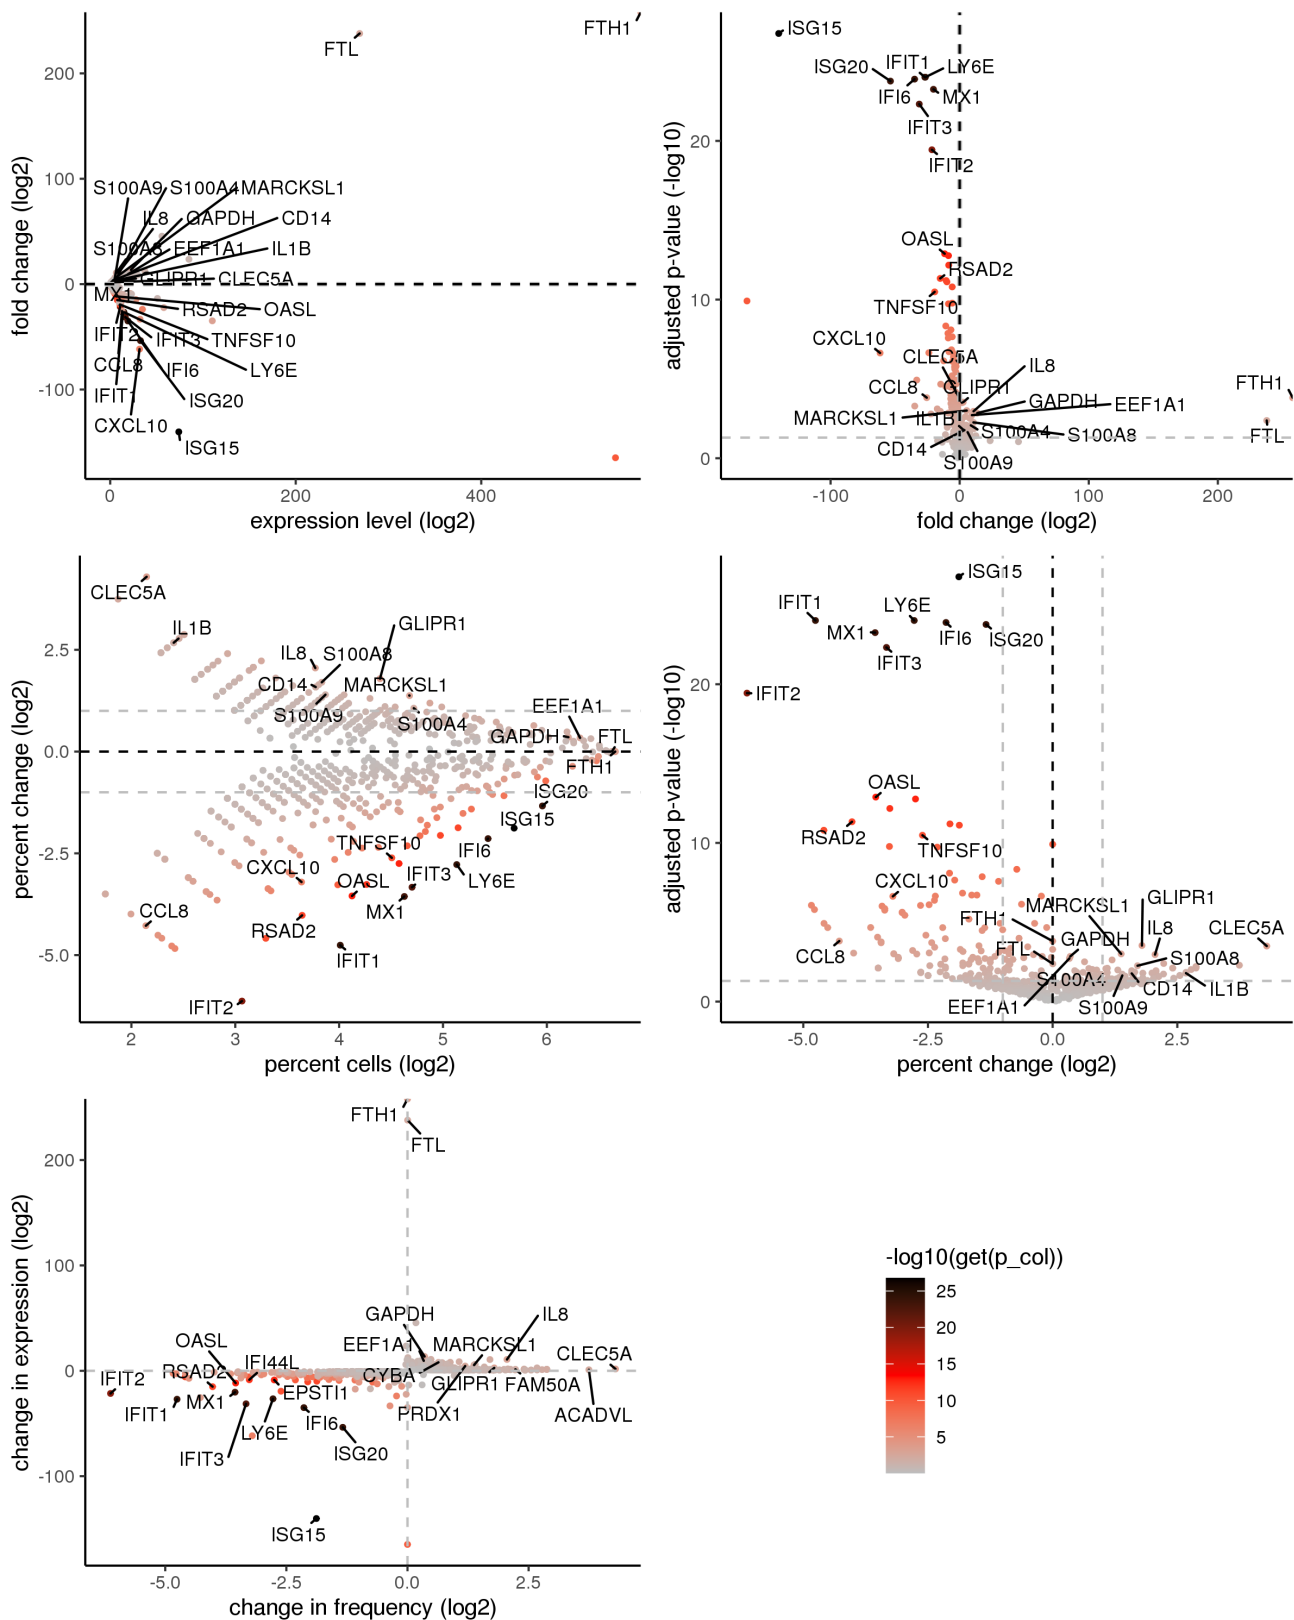 FTH1
FTL
200
S100A9
S100A4
MARCKSL1
100
IL8
GAPDH
CD14
S100A8
EEF1A1
IL1B
GLIPR1
CLEC5A
0
MX1
RSAD2
OASL
IFIT2
IFIT3
TNFSF10
CCL8
IFI6
LY6E
-100
IFIT1
ISG20
CXCL10
ISG15
0
200
400
expression level (log2)
fold change (log2)
ISG15
ISG20
IFIT1
LY6E
IFI6
MX1
IFIT3
20
IFIT2
OASL
RSAD2
TNFSF10
10
CXCL10
CLEC5A
IL8
CCL8
GLIPR1
FTH1
GAPDH
EEF1A1
MARCKSL1
IL1B
S100A4
S100A8
FTL
CD14
S100A9
0
-100
0
100
200
fold change (log2)
adjusted p-value (-log10)
CLEC5A
IL1B
GLIPR1
2.5
IL8
S100A8
CD14
MARCKSL1
S100A9
S100A4
EEF1A1
GAPDH
FTL
0.0
FTH1
ISG20
ISG15
TNFSF10
IFI6
-2.5
CXCL10
OASL
IFIT3
LY6E
CCL8
MX1
RSAD2
-5.0
IFIT1
IFIT2
2
3
4
5
6
percent cells (log2)
percent change (log2)
ISG15
IFIT1
LY6E
MX1
IFI6
ISG20
IFIT3
20
IFIT2
OASL
RSAD2
10
TNFSF10
CXCL10
FTH1
MARCKSL1
GLIPR1
CCL8
FTL
GAPDH
IL8
CLEC5A
S100A8
S100A4
CD14
IL1B
0
EEF1A1
S100A9
-5.0
-2.5
0.0
2.5
percent change (log2)
adjusted p-value (-log10)
FTH1
FTL
200
100
GAPDH
IL8
OASL
EEF1A1
MARCKSL1
IFI44L
CLEC5A
0
IFIT2
RSAD2
CYBA
GLIPR1
FAM50A
IFIT1
MX1
EPSTI1
PRDX1
ACADVL
IFI6
LY6E
IFIT3
ISG20
-100
ISG15
-5.0
-2.5
0.0
2.5
change in frequency (log2)
change in expression (log2)
-log10(get(p_col))
25
20
15
10
5